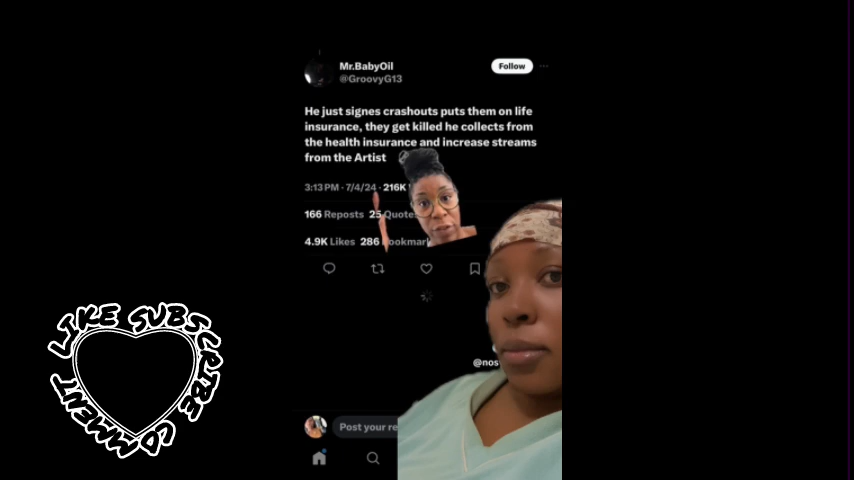 Mr.BabyOil
@GroovyG13
Follow
He just signes crashouts puts them on life
insurance, they get killed he collects from
the health insurance and increase streams
from the Artist
3:13 PM · 7/4/24 · 216K
166 Reposts 25 Quote
4.9K Likes 286 ookmar
@nos
Post your re
LIKE SUBSCRIBE COMMENT